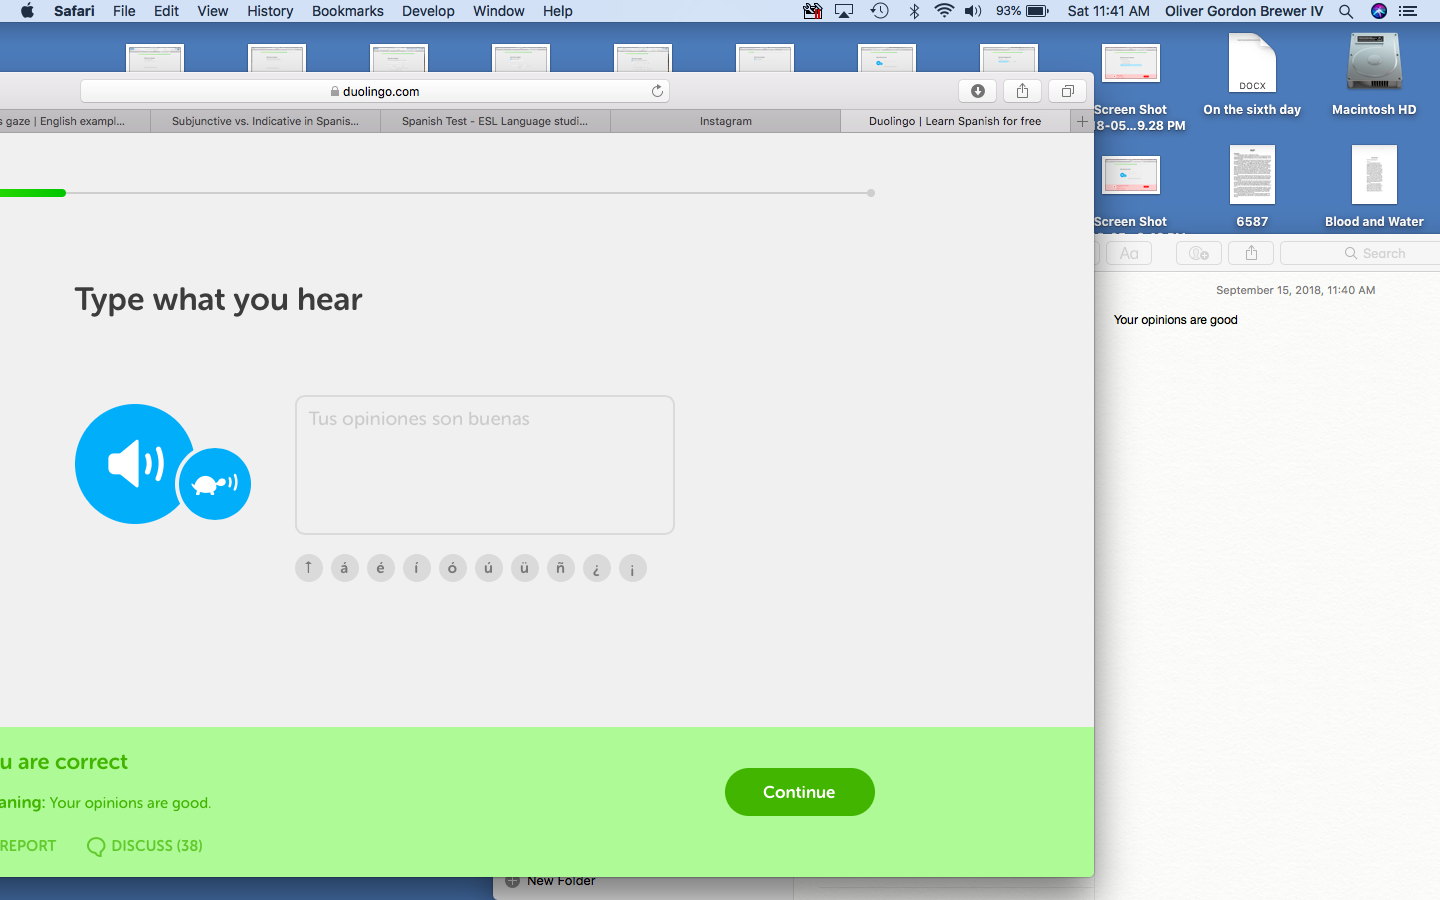 Safari File Edit View History Bookmarks Develop Window Help 93% Sat 11:41 AM Oliver Gordon Brewer IV
duolingo.com
s gaze | English exampl... Subjunctive vs. Indicative in Spanis... Spanish Test - ESL Language studi... Instagram Duolingo | Learn Spanish for free
Type what you hear
Tus opiniones son buenas
↑ á é í ó ú ü ñ ¿ ¡
u are correct
aning: Your opinions are good.
REPORT DISCUSS (38)
Continue
New Folder
Screen Shot
18-05...9.28 PM
DOCX
On the sixth day
Macintosh HD
Screen Shot
6587
Blood and Water
Aa
Search
September 15, 2018, 11:40 AM
Your opinions are good